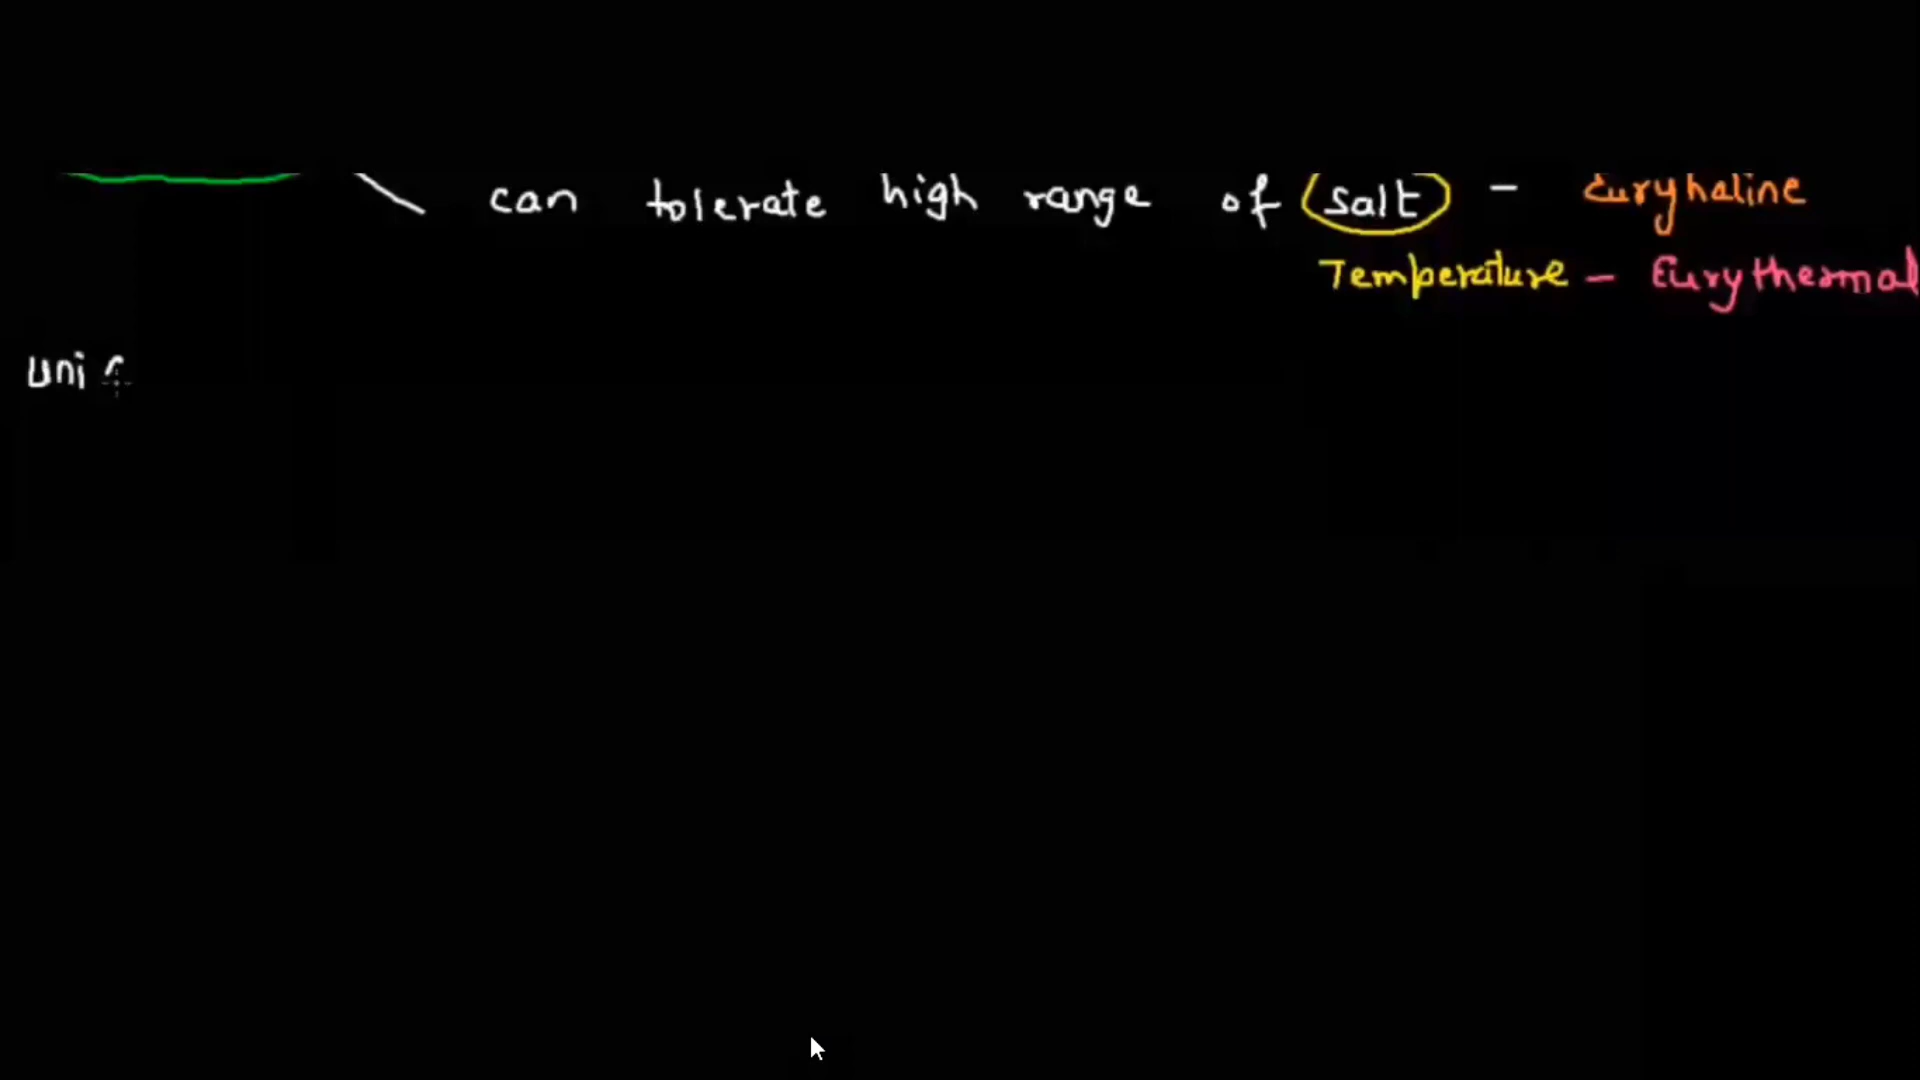 can tolerate high range of salt - Euryhaline
Temperature - Eurythermal
uni